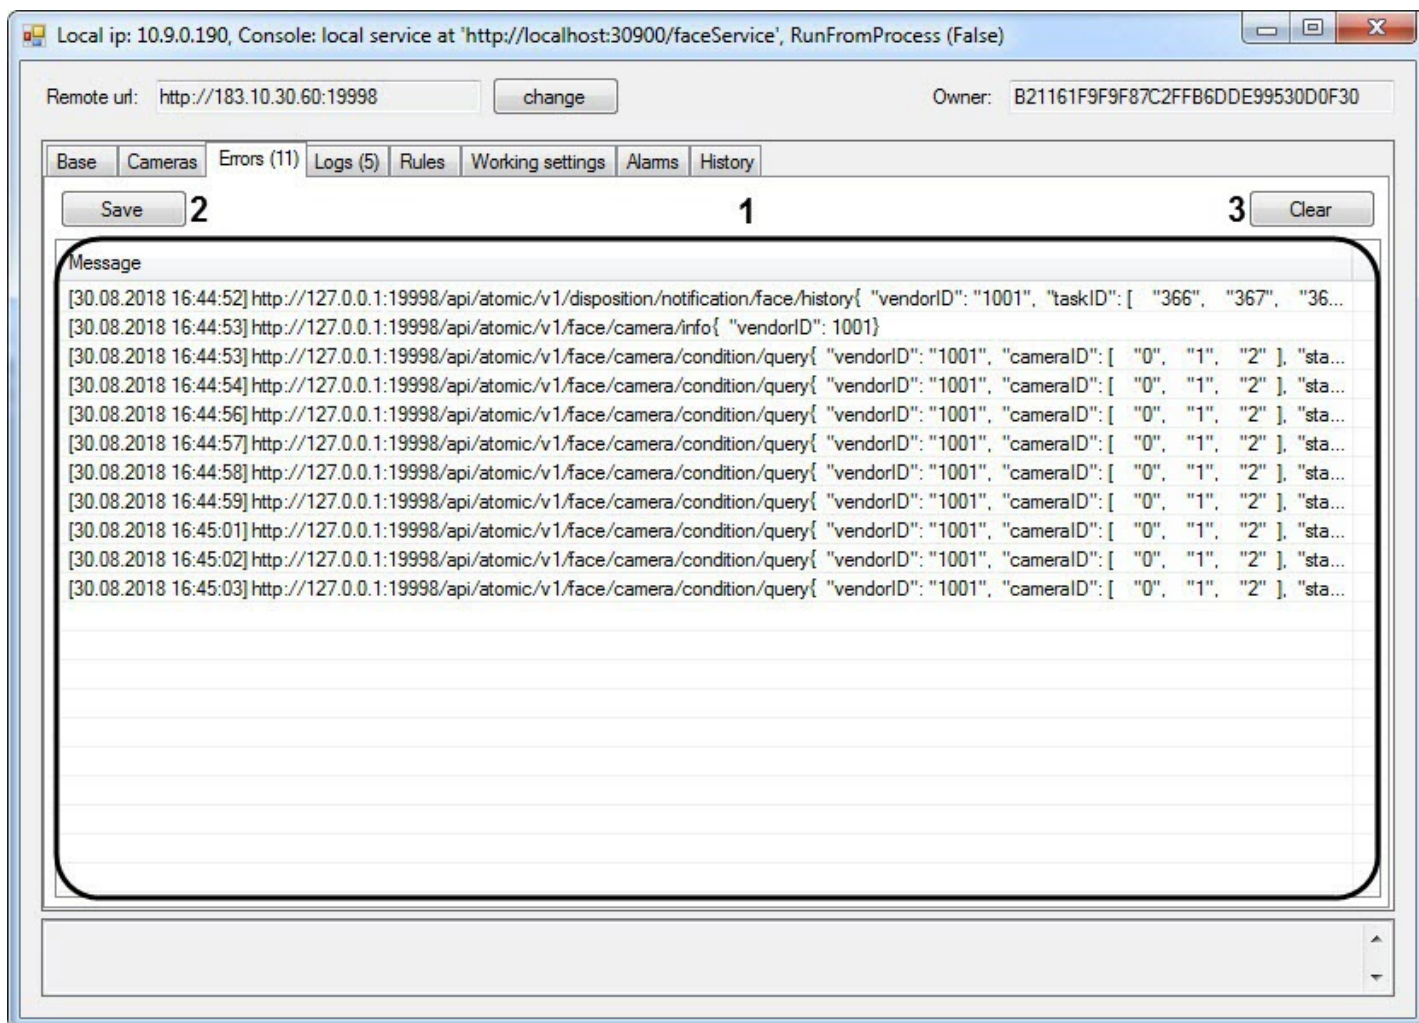 Local ip: 10.9.0.190, Console: local service at 'http://localhost:30900/faceService', RunFromProcess (False)
Remote url: http://183.10.30.60:19998 change Owner: B21161F9F9F87C2FFB6DDE99530D0F30
Base Cameras Errors (11) Logs (5) Rules Working settings Alarms History
Save 2 1 3 Clear
Message
[30.08.2018 16:44:52] http://127.0.0.1:19998/api/atomic/v1/disposition/notification/face/history{ "vendorID": "1001", "taskID": [ "366", "367", "36...
[30.08.2018 16:44:53] http://127.0.0.1:19998/api/atomic/v1/face/camera/info{ "vendorID": 1001}
[30.08.2018 16:44:53] http://127.0.0.1:19998/api/atomic/v1/face/camera/condition/query{ "vendorID": "1001", "cameraID": [ "0", "1", "2" ], "sta...
[30.08.2018 16:44:54] http://127.0.0.1:19998/api/atomic/v1/face/camera/condition/query{ "vendorID": "1001", "cameraID": [ "0", "1", "2" ], "sta...
[30.08.2018 16:44:56] http://127.0.0.1:19998/api/atomic/v1/face/camera/condition/query{ "vendorID": "1001", "cameraID": [ "0", "1", "2" ], "sta...
[30.08.2018 16:44:57] http://127.0.0.1:19998/api/atomic/v1/face/camera/condition/query{ "vendorID": "1001", "cameraID": [ "0", "1", "2" ], "sta...
[30.08.2018 16:44:58] http://127.0.0.1:19998/api/atomic/v1/face/camera/condition/query{ "vendorID": "1001", "cameraID": [ "0", "1", "2" ], "sta...
[30.08.2018 16:44:59] http://127.0.0.1:19998/api/atomic/v1/face/camera/condition/query{ "vendorID": "1001", "cameraID": [ "0", "1", "2" ], "sta...
[30.08.2018 16:45:01] http://127.0.0.1:19998/api/atomic/v1/face/camera/condition/query{ "vendorID": "1001", "cameraID": [ "0", "1", "2" ], "sta...
[30.08.2018 16:45:02] http://127.0.0.1:19998/api/atomic/v1/face/camera/condition/query{ "vendorID": "1001", "cameraID": [ "0", "1", "2" ], "sta...
[30.08.2018 16:45:03] http://127.0.0.1:19998/api/atomic/v1/face/camera/condition/query{ "vendorID": "1001", "cameraID": [ "0", "1", "2" ], "sta...